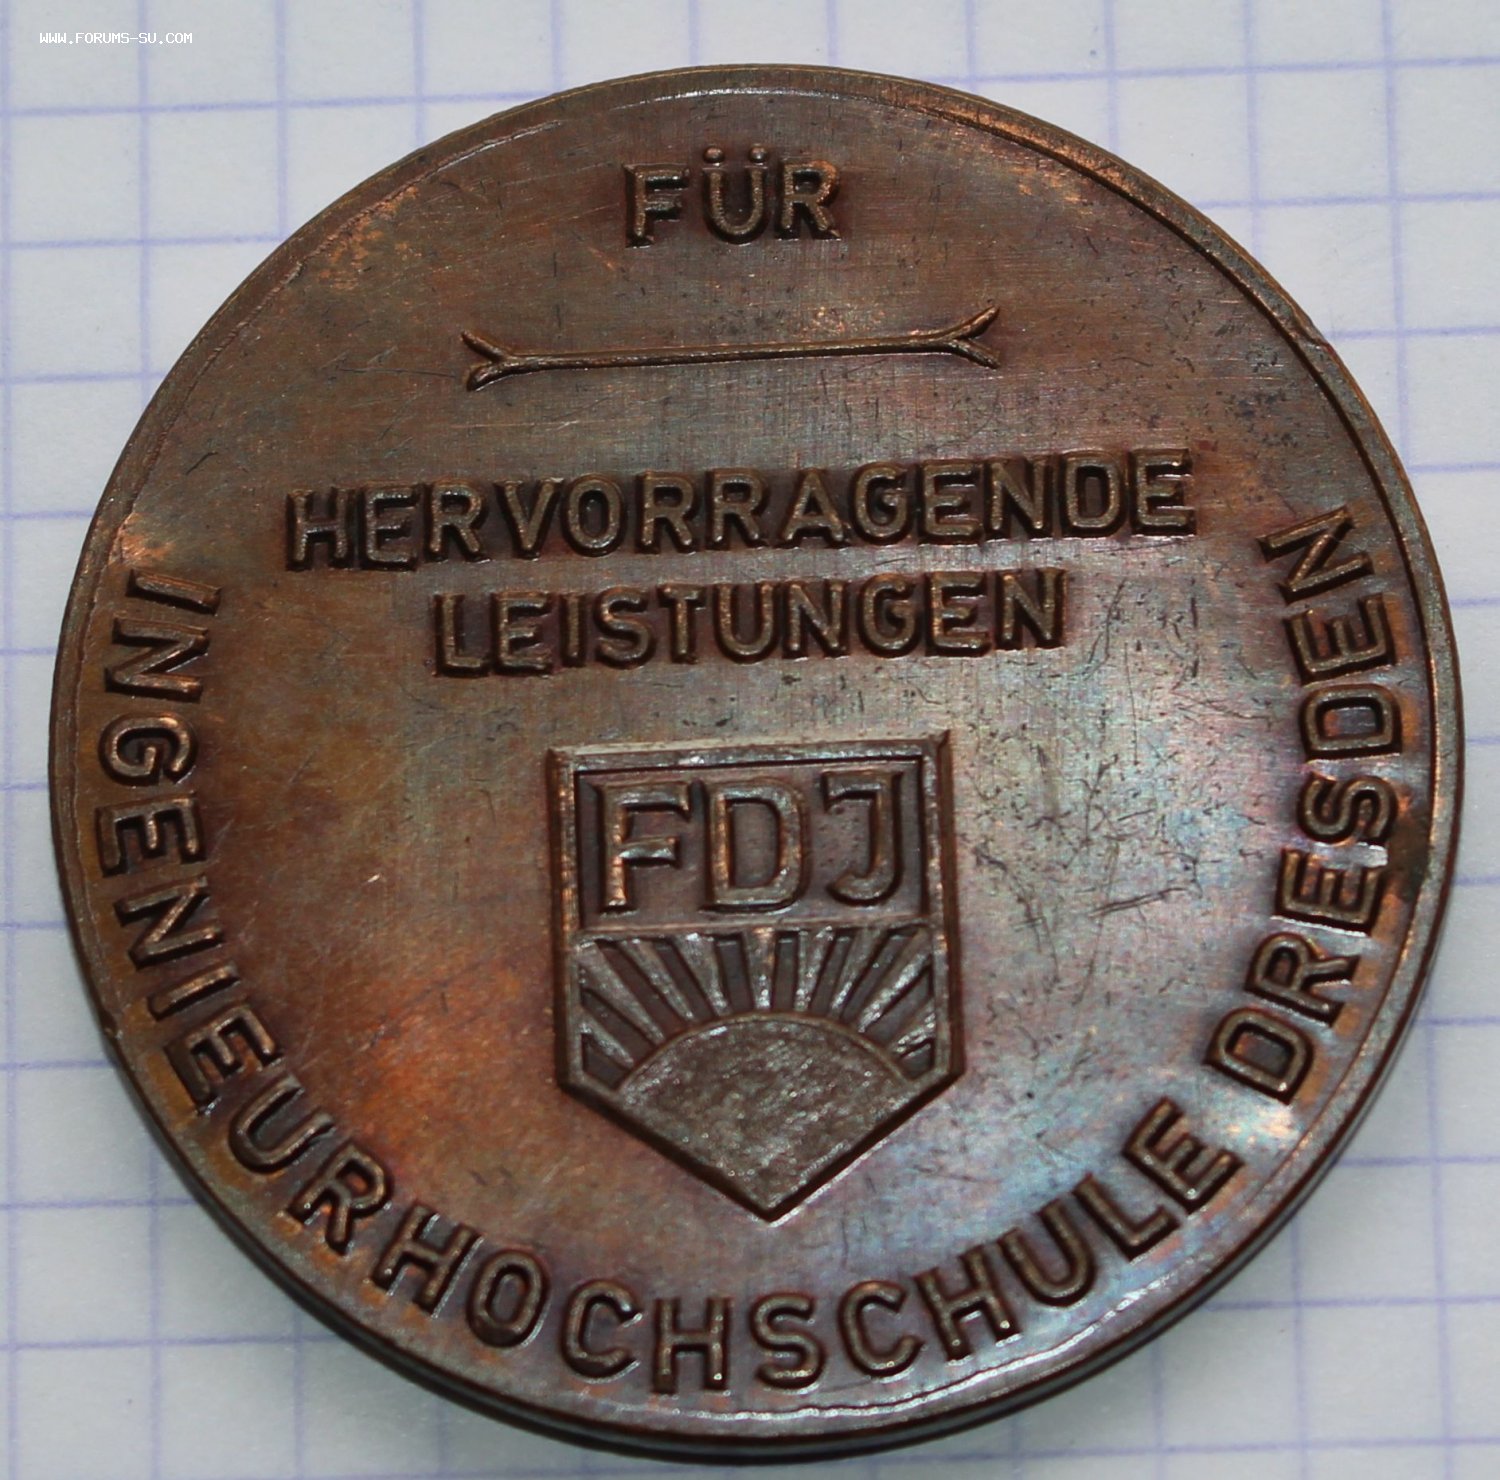 WWW.FORUMS-SU.COM
FÜR
HERVORRAGENDE
LEISTUNGEN
FDJ
INGENIEURHOCHSCHULE DRESDEN